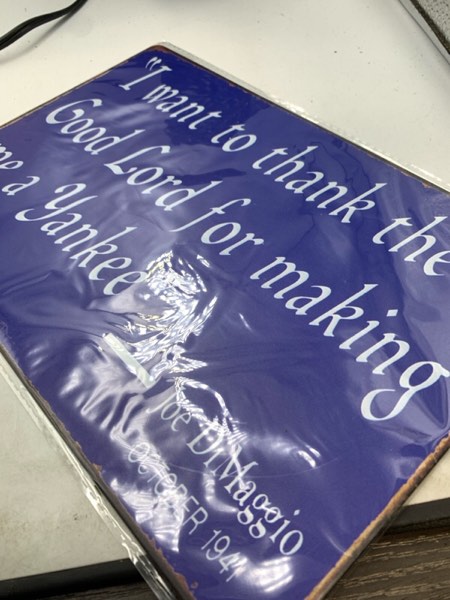 "I want to thank the
Good Lord for making
me a Yankee
Joe DiMaggio
OCTOBER 1941